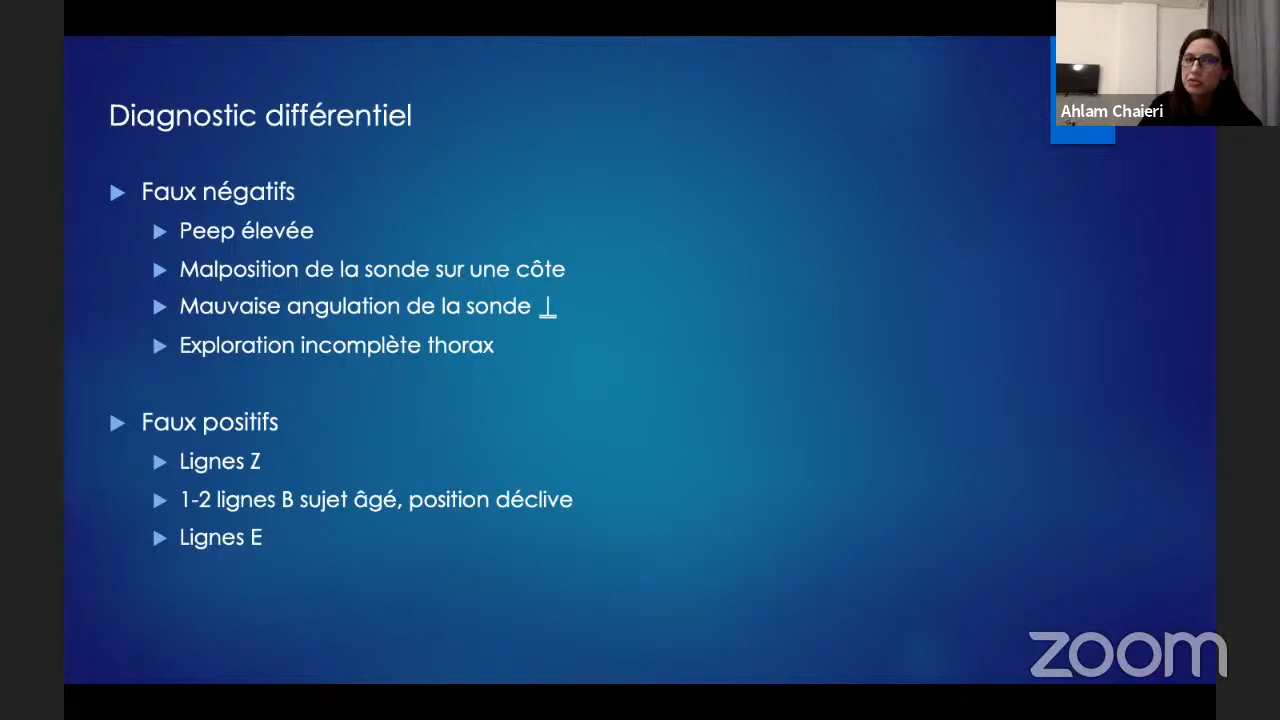 Ahlam Chaieri
Diagnostic différentiel
Faux négatifs
Peep élevée
Malposition de la sonde sur une côte
Mauvaise angulation de la sonde ⊥
Exploration incomplète thorax
Faux positifs
Lignes Z
1-2 lignes B sujet âgé, position déclive
Lignes E
zoom